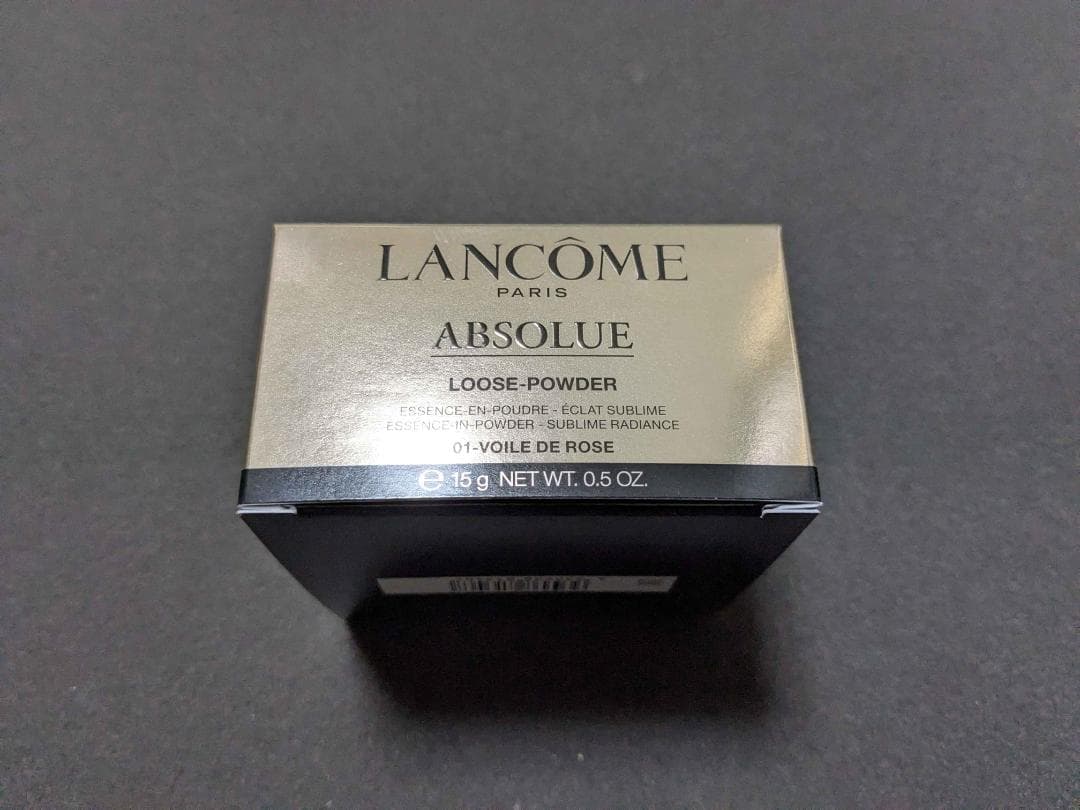 LANCÔME
PARIS
ABSOLUE
LOOSE-POWDER
ESSENCE-EN-POUDRE - ÉCLAT SUBLIME
ESSENCE-IN-POWDER - SUBLIME RADIANCE
01-VOILE DE ROSE
℮ 15 g NET WT. 0.5 OZ.